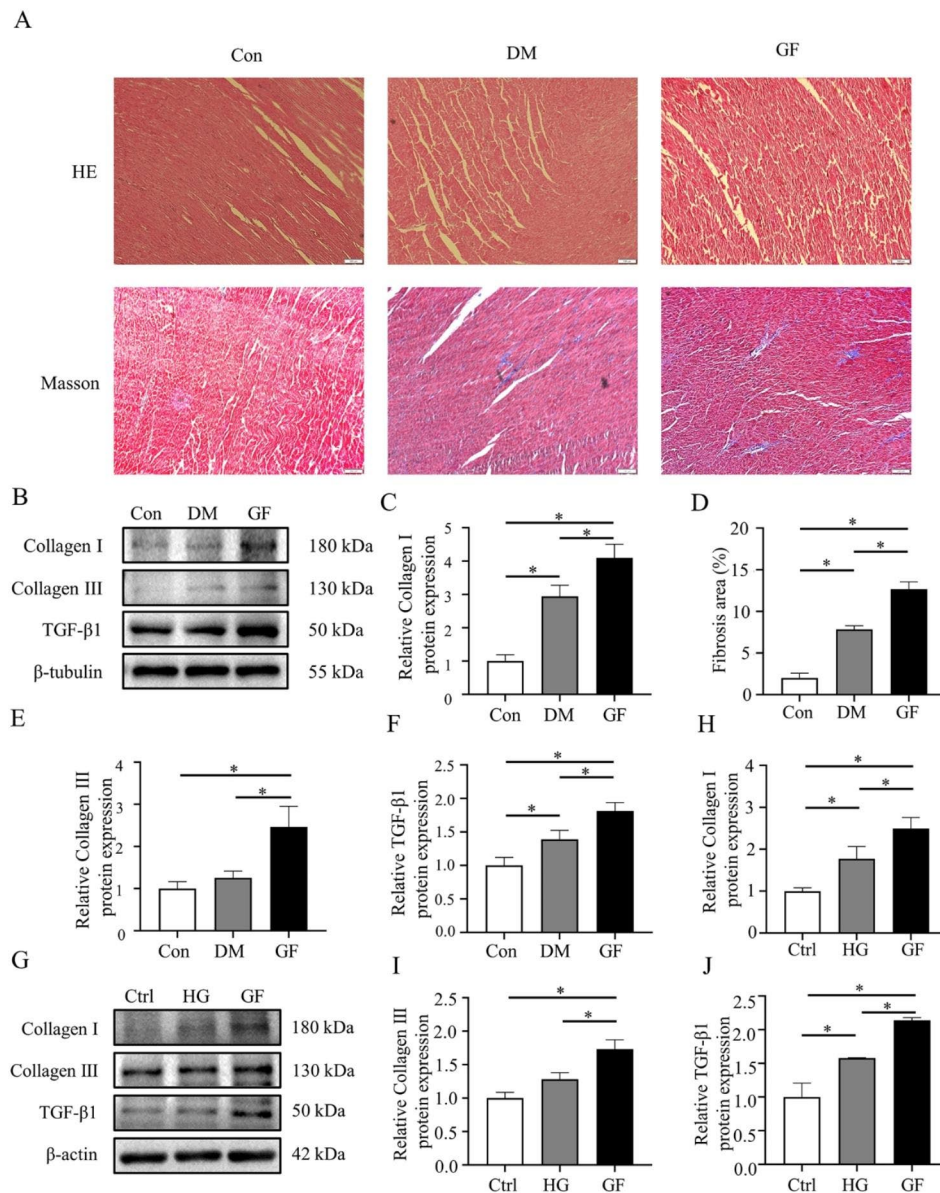 A
Con DM GF
HE
Masson
B
Con DM GF
Collagen I 180 kDa
Collagen III 130 kDa
TGF-β1 50 kDa
β-tubulin 55 kDa
C
Relative Collagen I
protein expression
5
4
3
2
1
0
* * *
Con DM GF
D
Fibrosis area (%)
20
15
10
5
0
* * *
Con DM GF
E
Relative Collagen III
protein expression
4
3
2
1
0
* *
Con DM GF
F
Relative TGF-β1
protein expression
2.5
2.0
1.5
1.0
0.5
0.0
* * *
Con DM GF
H
Relative Collagen I
protein expression
4
3
2
1
0
* * *
Ctrl HG GF
G
Ctrl HG GF
Collagen I 180 kDa
Collagen III 130 kDa
TGF-β1 50 kDa
β-actin 42 kDa
I
Relative Collagen III
protein expression
2.5
2.0
1.5
1.0
0.5
0.0
* *
Ctrl HG GF
J
Relative TGF-β1
protein expression
2.5
2.0
1.5
1.0
0.5
0.0
* * *
Ctrl HG GF